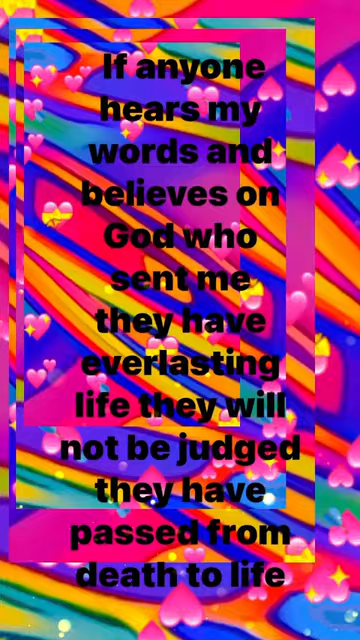 If anyone
hears my
words and
believes on
God who
sent me
they have
everlasting
life they will
not be judged
they have
passed from
death to life